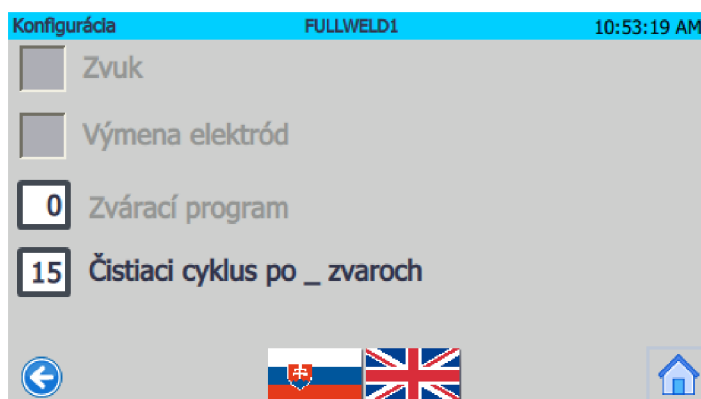 Konfigurácia FULLWELD1 10:53:19 AM
Zvuk
Výmena elektród
0 Zvárací program
15 Čistiaci cyklus po _ zvaroch